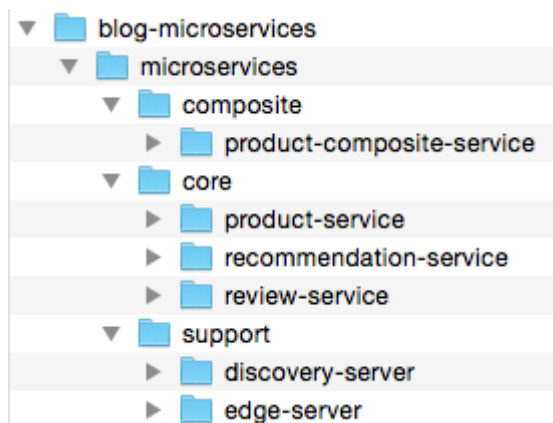 blog-microservices
microservices
composite
product-composite-service
core
product-service
recommendation-service
review-service
support
discovery-server
edge-server